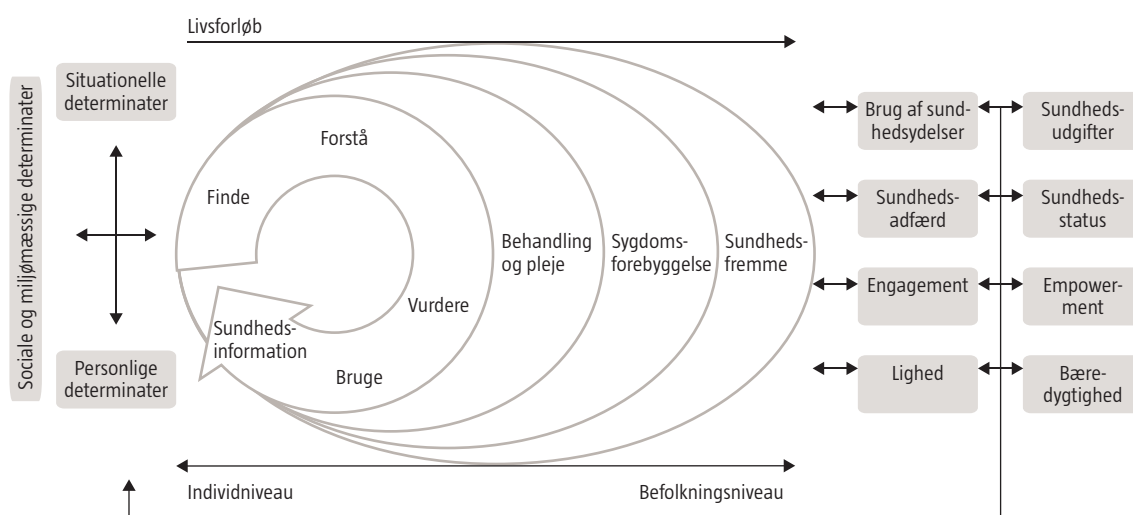 Livsforløb
Sociale og miljømæssige determinater
Situationelle
determinater
Personlige
determinater
Finde
Forstå
Vurdere
Bruge
Sundheds-
information
Behandling
og pleje
Sygdoms-
forebyggelse
Sundheds-
fremme
Individniveau
Befolkningsniveau
Brug af sund-
hedsydelser
Sundheds-
udgifter
Sundheds-
adfærd
Sundheds-
status
Engagement
Empower-
ment
Lighed
Bære-
dygtighed